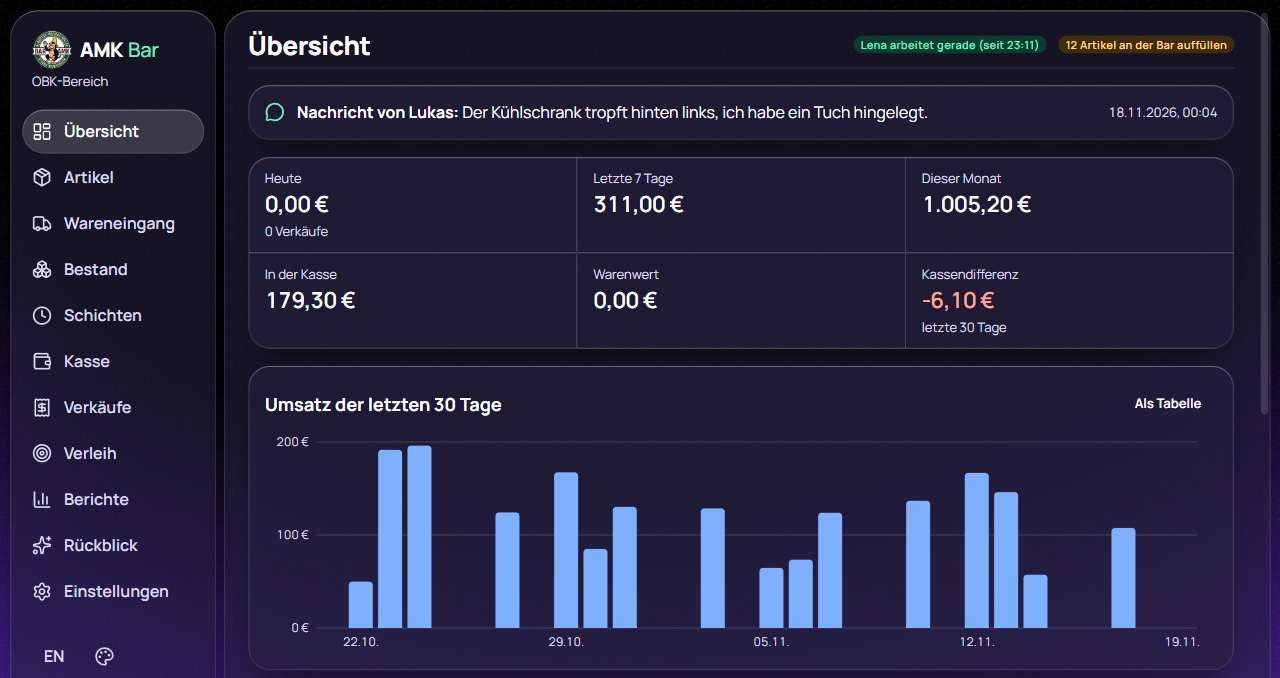 AMK Bar
OBK-Bereich
Übersicht
Artikel
Wareneingang
Bestand
Schichten
Kasse
Verkäufe
Verleih
Berichte
Rückblick
Einstellungen
EN
Übersicht
Lena arbeitet gerade (seit 23:11)
12 Artikel an der Bar auffüllen
Nachricht von Lukas: Der Kühlschrank tropft hinten links, ich habe ein Tuch hingelegt.
18.11.2026, 00:04
Heute
0,00 €
0 Verkäufe
Letzte 7 Tage
311,00 €
Dieser Monat
1.005,20 €
In der Kasse
179,30 €
Warenwert
0,00 €
Kassendifferenz
-6,10 €
letzte 30 Tage
Umsatz der letzten 30 Tage
Als Tabelle
200 €
100 €
0 €
22.10.
29.10.
05.11.
12.11.
19.11.